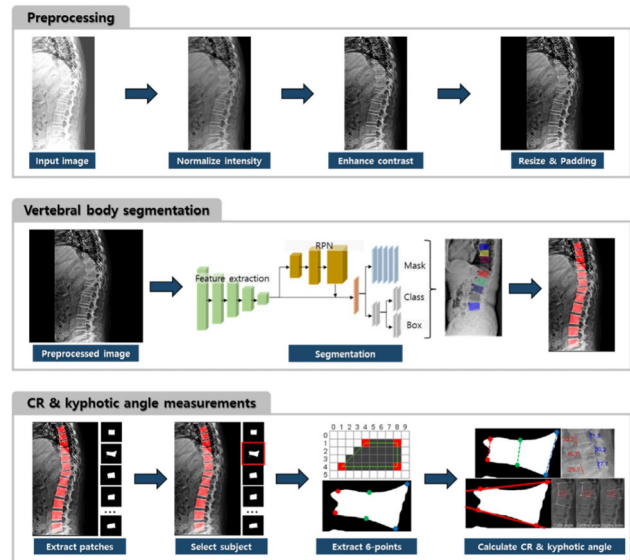 Preprocessing
Input image
Normalize intensity
Enhance contrast
Resize & Padding
Vertebral body segmentation
Feature extraction
RPN
Mask
Class
Box
Preprocessed image
Segmentation
CR & kyphotic angle measurements
0 1 2 3 4 5 6 7 8 9
0
1
2
3
4
5
Extract patches
Select subject
Extract 6-points
Calculate CR & kyphotic angle